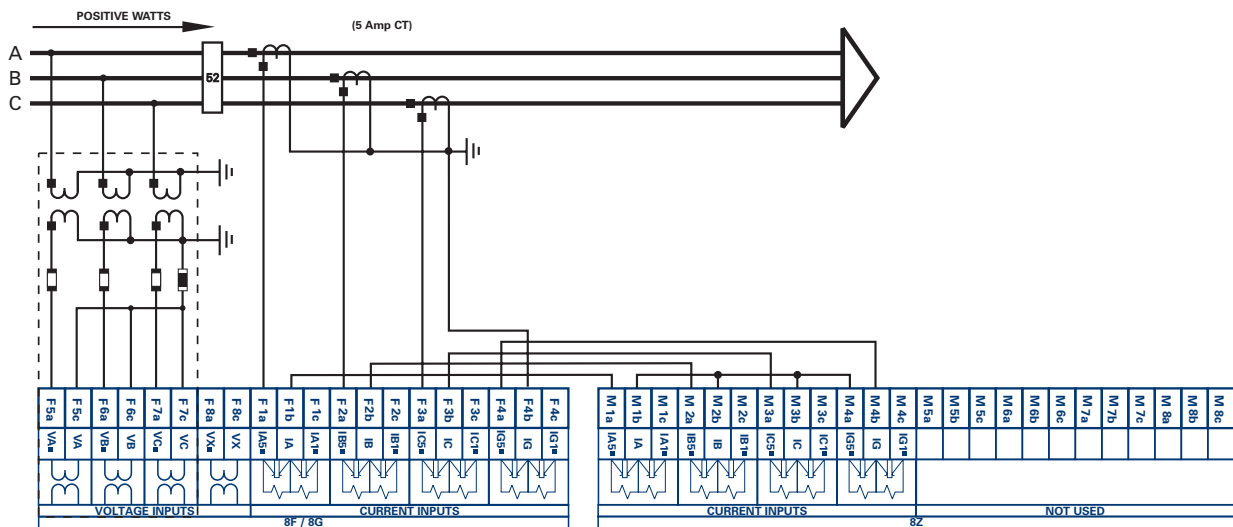 POSITIVE WATTS
(5 Amp CT)
A
B
C
52
F 5a
F 5c
F 6a
F 6c
F 7a
F 7c
F 8a
F 8c
F 1a
F1b
F 1c
F 2a
F2b
F 2c
F 3a
F 3b
F 3c
F4a
F 4b
F 4c
VA
VA
VB
VB
VC
VC
VX
VX
IA5
IA
IA1
IB5
IB
IB1
IC5
IC
IC1
IG5
IG
IG1
VOLTAGE INPUTS
CURRENT INPUTS
8F / 8G
M 1a
M 1b
M 1c
M 2a
M 2b
M 2c
M 3a
M 3b
M 3c
M 4a
M 4b
M 4c
M 5a
M 5b
M 5c
M 6a
M 6b
M 6c
M 7a
M 7b
M 7c
M 8a
M 8b
M 8c
IA5
IA
IA1
IB5
IB
IB1
IC5
IC
IC1
IG5
IG
IG1
CURRENT INPUTS
NOT USED
8Z